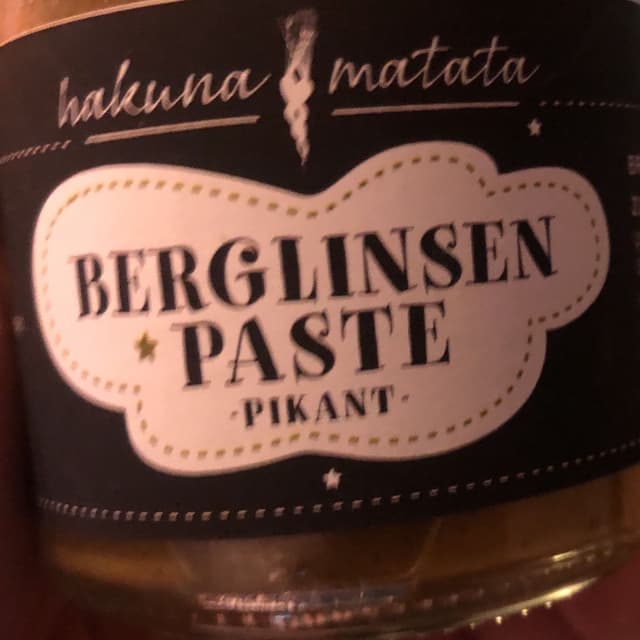 hakuna matata
BERGLINSEN
PASTE
·PIKANT·